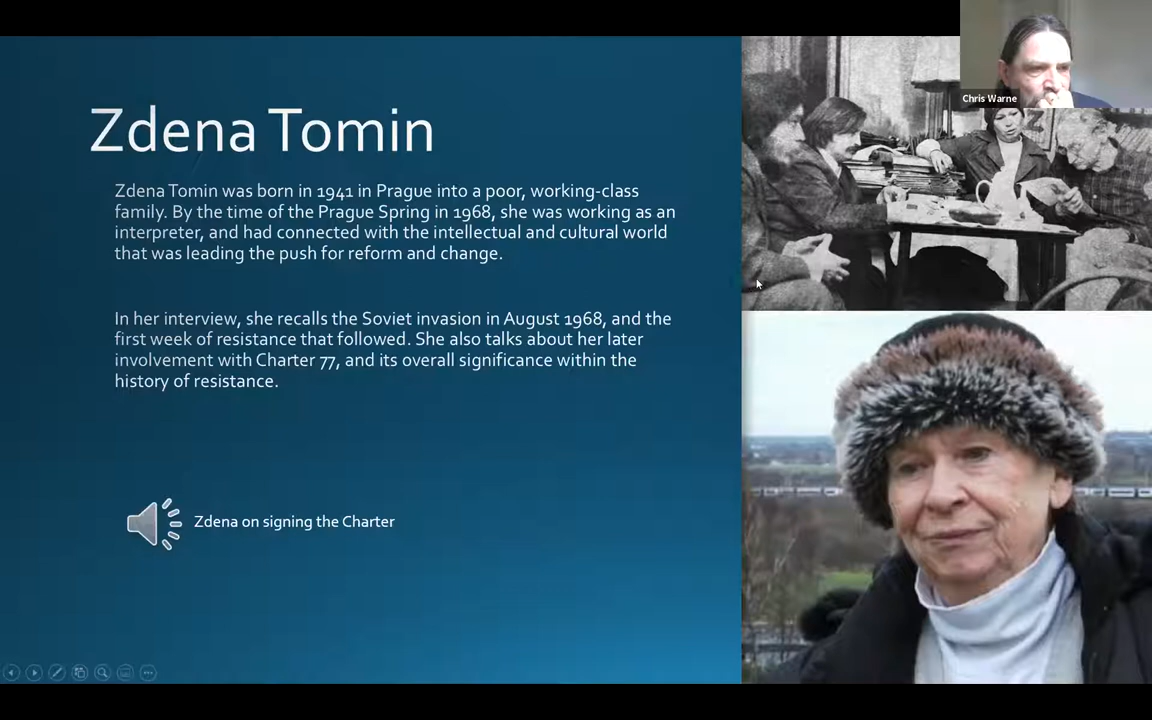 Chris Warne
Zdena Tomin
Zdena Tomin was born in 1941 in Prague into a poor, working-class
family. By the time of the Prague Spring in 1968, she was working as an
interpreter, and had connected with the intellectual and cultural world
that was leading the push for reform and change.
In her interview, she recalls the Soviet invasion in August 1968, and the
first week of resistance that followed. She also talks about her later
involvement with Charter 77, and its overall significance within the
history of resistance.
Zdena on signing the Charter